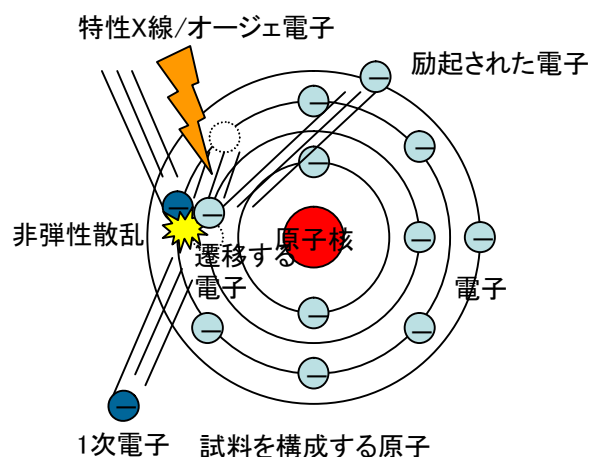 特性X線/オージェ電子
励起された電子
非弾性散乱
原子核
遷移する
電子
電子
1次電子
試料を構成する原子